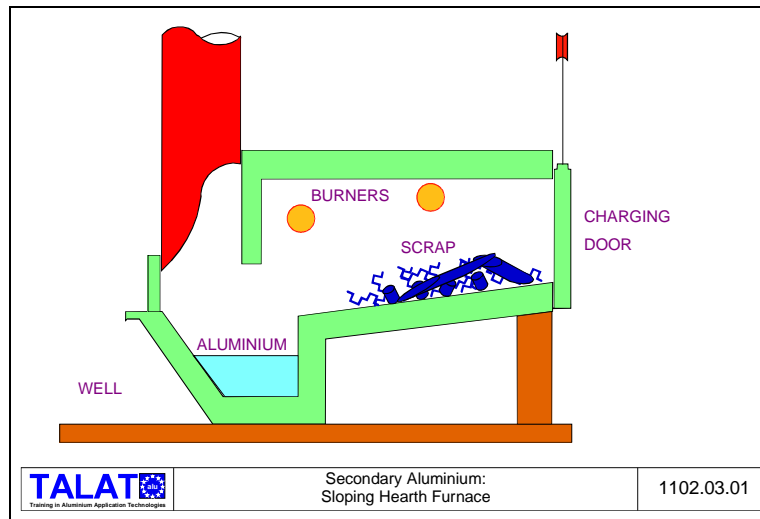 BURNERS
CHARGING
DOOR
SCRAP
ALUMINIUM
WELL
TALAT
alu
Training in Aluminium Application Technologies
Secondary Aluminium:
Sloping Hearth Furnace
1102.03.01